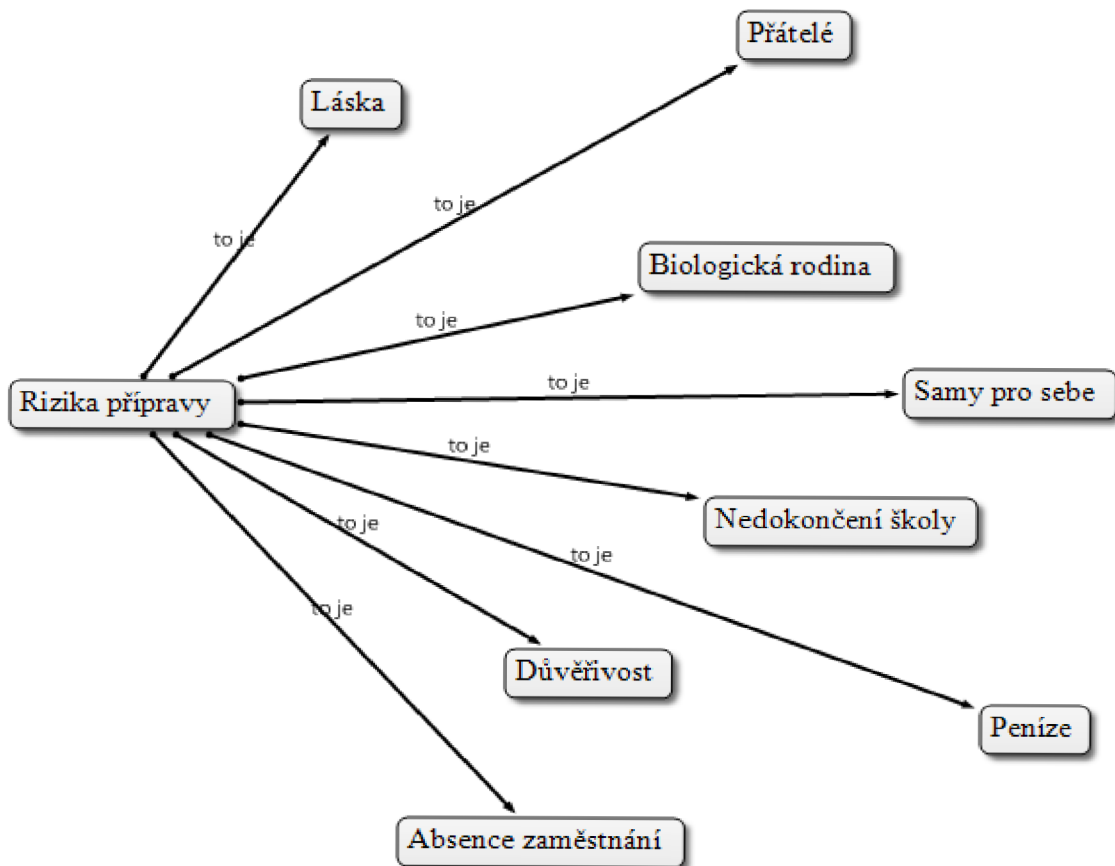 Přátelé
Láska
to je
to je
Biologická rodina
to je
Rizika přípravy
to je
Samy pro sebe
to je
Nedokončení školy
to je
to je
to je
Důvěřivost
Peníze
Absence zaměstnání